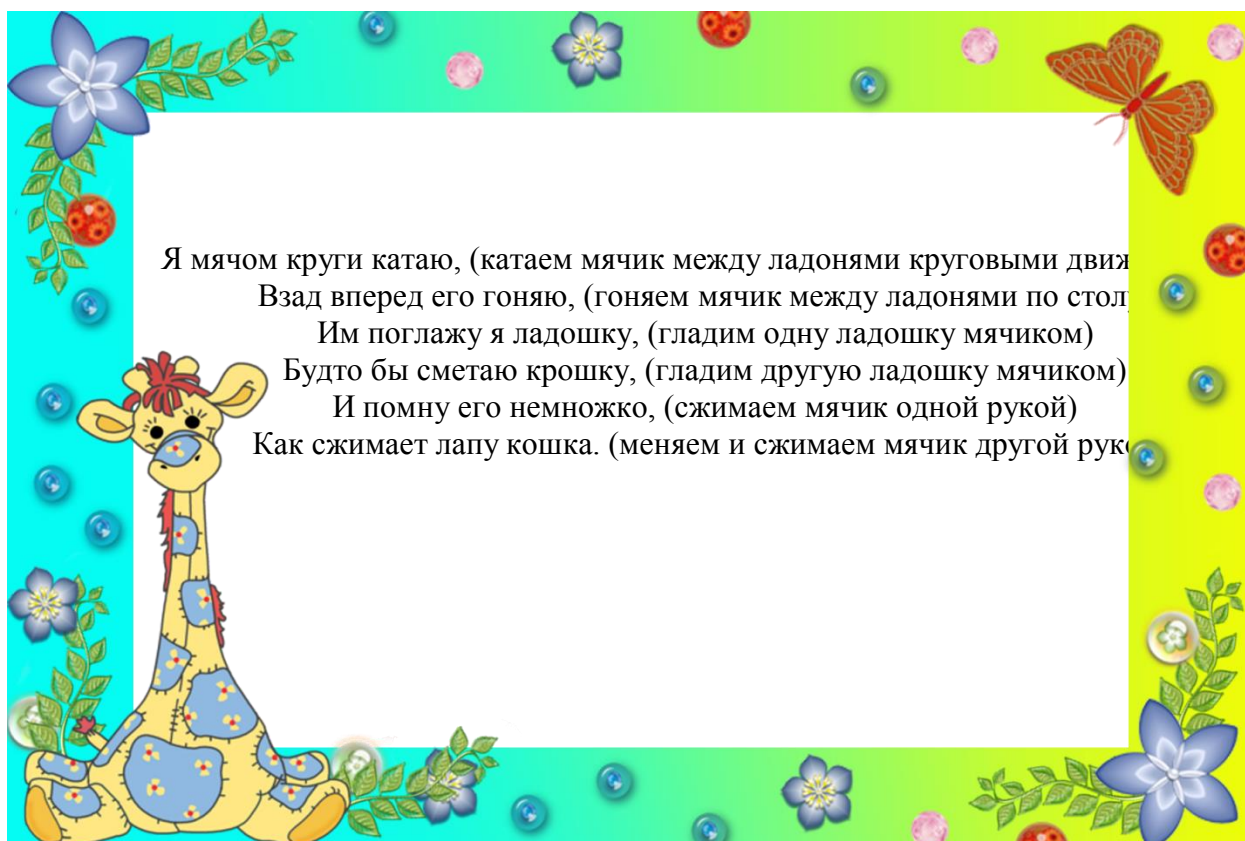 Я мячом круги катаю, (катаем мячик между ладонями круговыми
Взад вперед его гоняю, (гоняем мячик между ладонями по
Им поглажу я ладошку, (гладим одну ладошку мячиком)
Будто бы сметаю крошку, (гладим другую ладошку мячиком)
И помну его немножко, (сжимаем мячик одной рукой)
Как сжимает лапу кошка. (меняем и сжимаем мячик другой